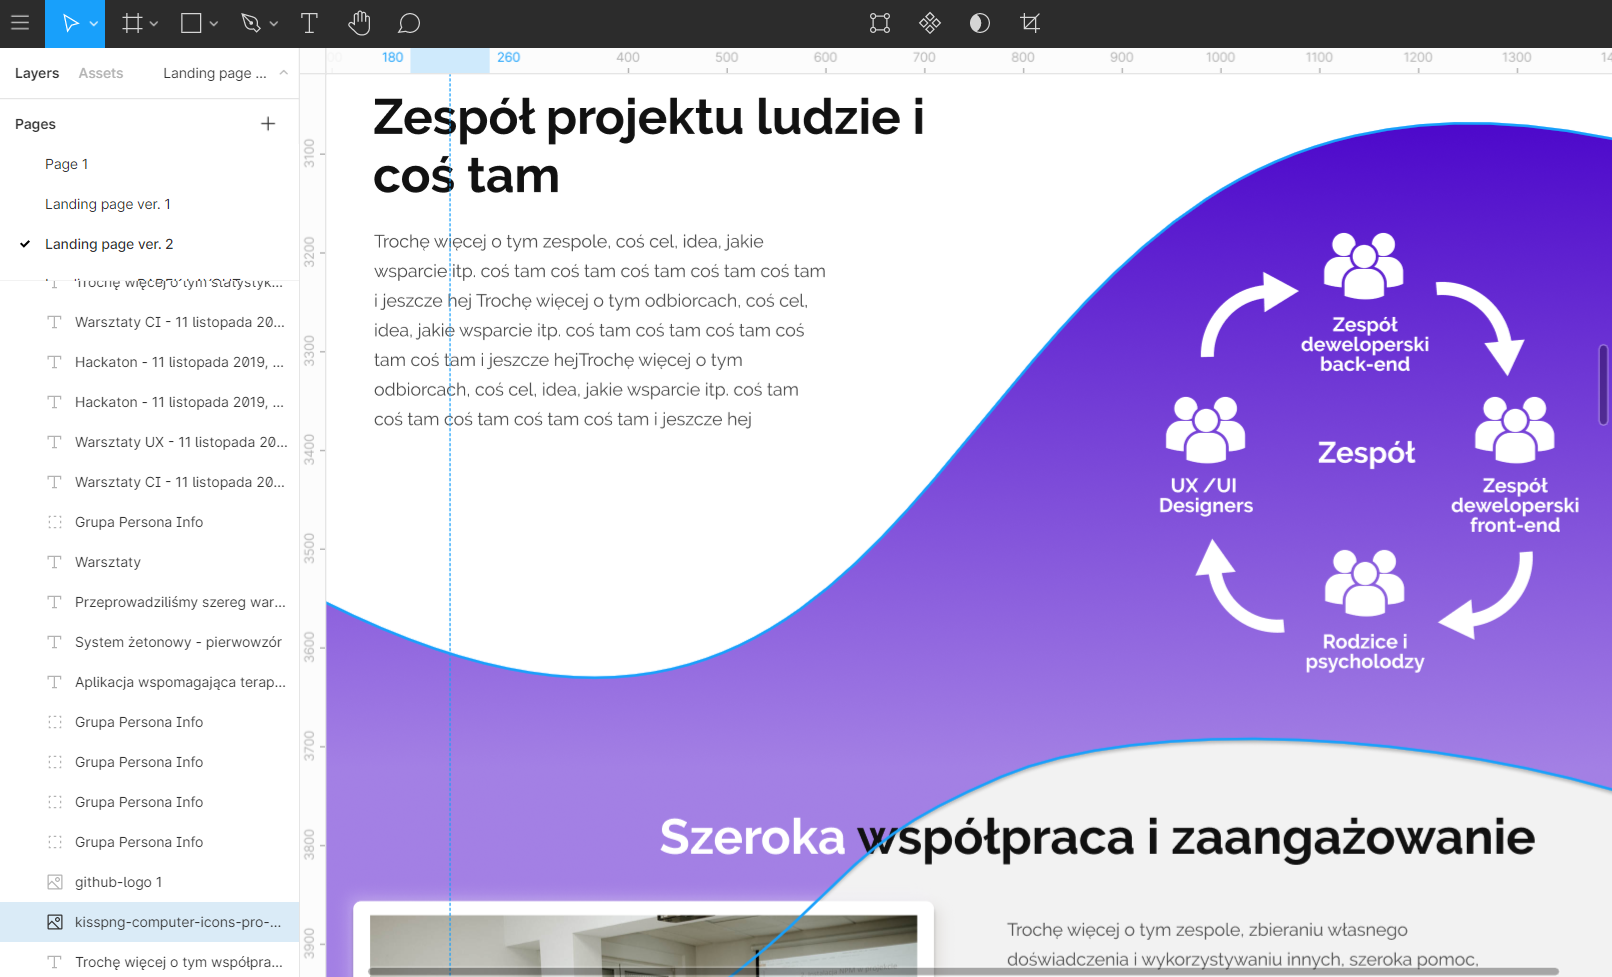 Layers
Assets
Landing page ...
180
260
400
500
600
700
800
900
1000
1100
1200
1300
Pages
Page 1
Landing page ver. 1
Landing page ver. 2
Trochę więcej o tym statystyk...
Warsztaty CI - 11 listopada 20...
Hackaton - 11 listopada 2019, ...
Hackaton - 11 listopada 2019, ...
Warsztaty UX - 11 listopada 20...
Warsztaty CI - 11 listopada 20...
Grupa Persona Info
Warsztaty
Przeprowadziliśmy szereg war...
System żetonowy - pierwowzór
Aplikacja wspomagająca terap...
Grupa Persona Info
Grupa Persona Info
Grupa Persona Info
Grupa Persona Info
github-logo 1
kisspng-computer-icons-pro-...
Trochę więcej o tym współpra...
3100
3200
3300
3400
3500
3600
3700
3800
3900
Zespół projektu ludzie i
coś tam
Trochę więcej o tym zespole, coś cel, idea, jakie
wsparcie itp. coś tam coś tam coś tam coś tam coś tam
i jeszcze hej Trochę więcej o tym odbiorcach, coś cel,
idea, jakie wsparcie itp. coś tam coś tam coś tam coś
tam coś tam i jeszcze hejTrochę więcej o tym
odbiorcach, coś cel, idea, jakie wsparcie itp. coś tam
coś tam coś tam coś tam coś tam i jeszcze hej
Zespół
deweloperski
back-end
UX /UI
Designers
Zespół
Zespół
deweloperski
front-end
Rodzice i
psycholodzy
Szeroka współpraca i zaangażowanie
Trochę więcej o tym zespole, zbieraniu własnego
doświadczenia i wykorzystywaniu innych, szeroka pomoc,